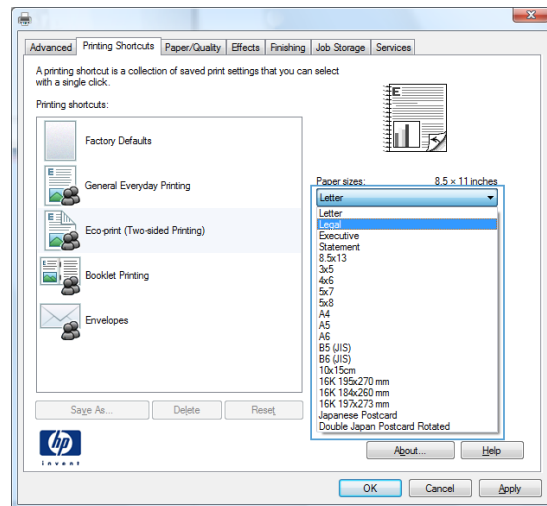 Advanced Printing Shortcuts Paper/Quality Effects Finishing Job Storage Services
A printing shortcut is a collection of saved print settings that you can select
with a single click.
Printing shortcuts:
Factory Defaults
General Everyday Printing
Eco-print (Two-sided Printing)
Booklet Printing
Envelopes
E
E
E
Paper sizes: 8.5 × 11 inches
Letter
Letter
Legal
Executive
Statement
8.5x13
3x5
4x6
5x7
5x8
A4
A5
A6
B5 (JIS)
B6 (JIS)
10x15cm
16K 195x270 mm
16K 184x260 mm
16K 197x273 mm
Japanese Postcard
Double Japan Postcard Rotated
Save As... Delete Reset
hp
invent
About... Help
OK Cancel Apply